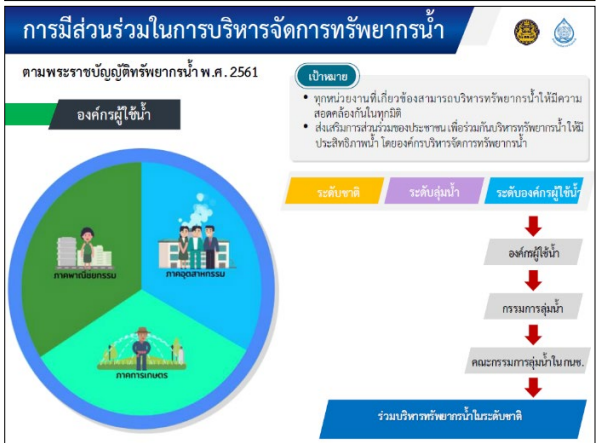 การมีส่วนร่วมในการบริหารจัดการทรัพยากรน้ำ
ตามพระราชบัญญัติทรัพยากรน้ำ พ.ศ. 2561
องค์กรผู้ใช้น้ำ
ภาคพาณิชยกรรม
ภาคอุตสาหกรรม
ภาคการเกษตร
เป้าหมาย
• ทุกหน่วยงานที่เกี่ยวข้องสามารถบริหารทรัพยากรน้ำให้มีความ
สอดคล้องกันในทุกมิติ
• ส่งเสริมการส่วนร่วมของประชาชน เพื่อร่วมกันบริหารทรัพยากรน้ำ ให้มี
ประสิทธิภาพน้ำ โดยองค์กรบริหารจัดการทรัพยากรน้ำ
ระดับชาติ
ระดับลุ่มน้ำ
ระดับองค์กรผู้ใช้น้ำ
องค์กรผู้ใช้น้ำ
กรรมการลุ่มน้ำ
คณะกรรมการลุ่มน้ำใน กนช.
ร่วมบริหารทรัพยากรน้ำในระดับชาติ